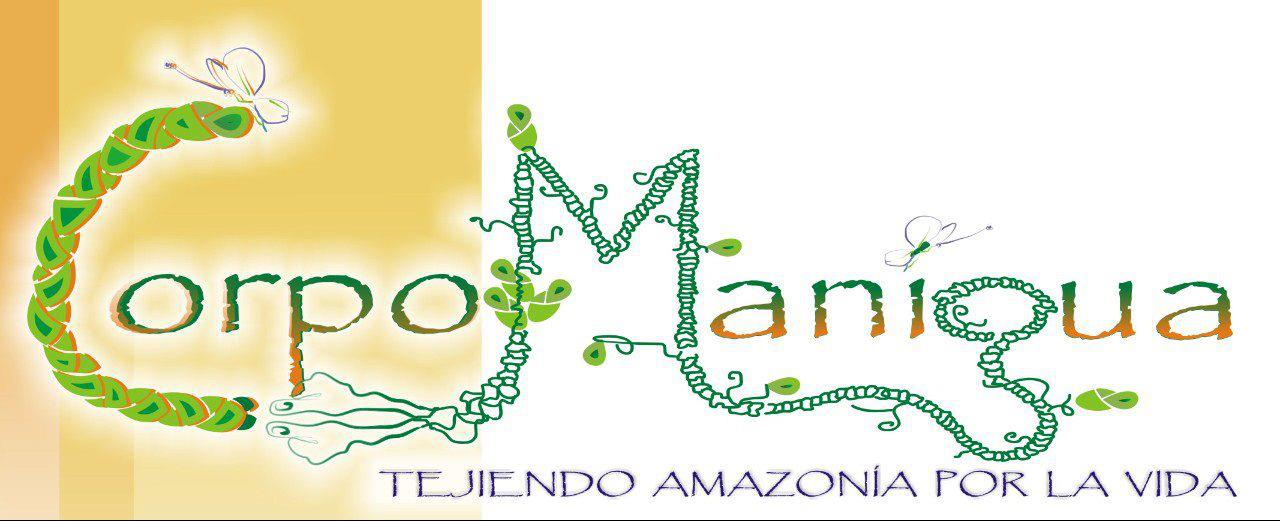 CorpoManigua
TEJIENDO AMAZONÍA POR LA VIDA